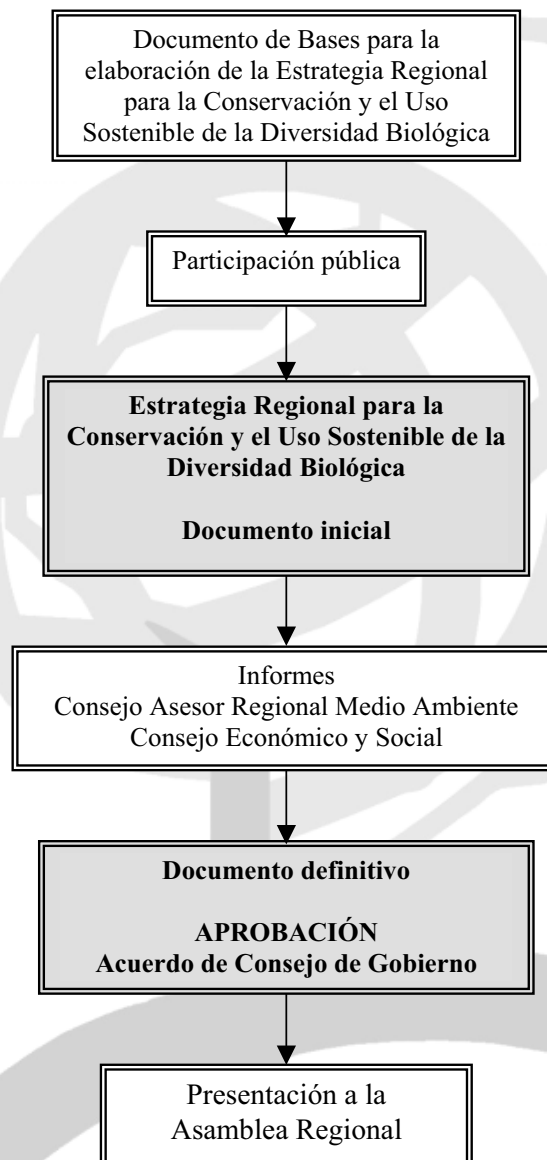 Documento de Bases para la
elaboración de la Estrategia Regional
para la Conservación y el Uso
Sostenible de la Diversidad Biológica
Participación pública
Estrategia Regional para la
Conservación y el Uso Sostenible de la
Diversidad Biológica
Documento inicial
Informes
Consejo Asesor Regional Medio Ambiente
Consejo Económico y Social
Documento definitivo
APROBACIÓN
Acuerdo de Consejo de Gobierno
Presentación a la
Asamblea Regional